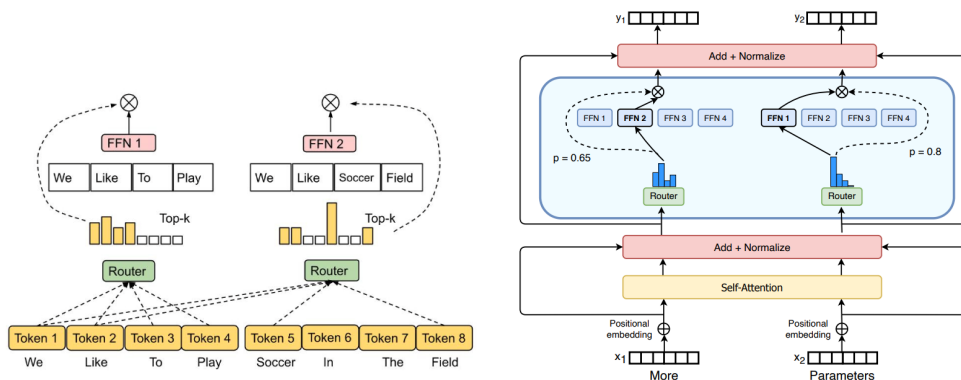 FFN 1
FFN 2
We Like To Play
We Like Soccer Field
Top-k
Top-k
Router
Router
Token 1 Token 2 Token 3 Token 4 Token 5 Token 6 Token 7 Token 8
We Like To Play Soccer In The Field
y1
y2
Add + Normalize
FFN 1 FFN 2 FFN 3 FFN 4
FFN 1 FFN 2 FFN 3 FFN 4
p = 0.65
p = 0.8
Router
Router
Add + Normalize
Self-Attention
Positional
embedding
Positional
embedding
x1
x2
More
Parameters